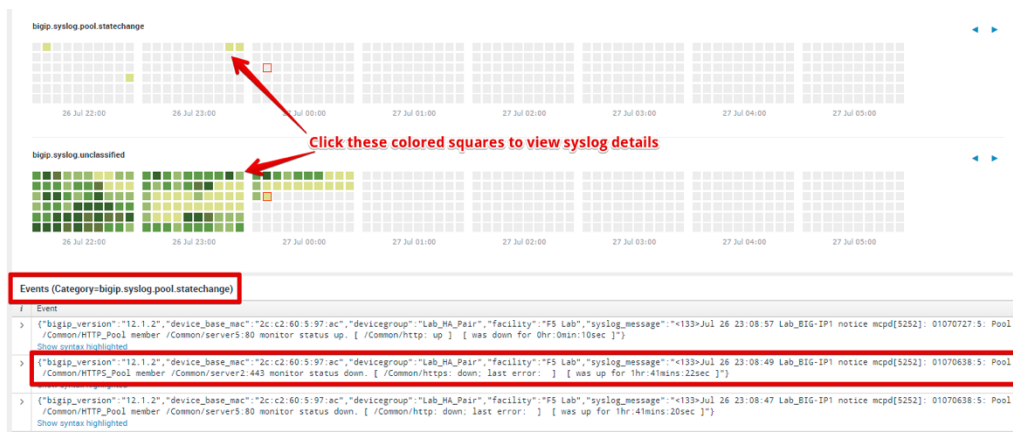 bigip.syslog.pool.statechange
26 Jul 22:00 26 Jul 23:00 27 Jul 00:00 27 Jul 01:00 27 Jul 02:00 27 Jul 03:00 27 Jul 04:00 27 Jul 05:00
Click these colored squares to view syslog details
bigip.syslog.unclassified
26 Jul 22:00 26 Jul 23:00 27 Jul 00:00 27 Jul 01:00 27 Jul 02:00 27 Jul 03:00 27 Jul 04:00 27 Jul 05:00
Events (Category=bigip.syslog.pool.statechange)
i Event
> {"bigip_version":"12.1.2","device_base_mac":"2c:c2:60:5:97:ac","devicegroup":"Lab_HA_Pair","facility":"F5 Lab","syslog_message":"<133>Jul 26 23:08:57 Lab_BIG-IP1 notice mcpd[5252]: 01070727:5: Pool
/Common/HTTP_Pool member /Common/server5:80 monitor status up. [ /Common/http: up ] [ was down for 0hr:0min:10sec ]"}
Show syntax highlighted
> {"bigip_version":"12.1.2","device_base_mac":"2c:c2:60:5:97:ac","devicegroup":"Lab_HA_Pair","facility":"F5 Lab","syslog_message":"<133>Jul 26 23:08:49 Lab_BIG-IP1 notice mcpd[5252]: 01070638:5: Pool
/Common/HTTPS_Pool member /Common/server2:443 monitor status down. [ /Common/https: down; last error: ] [ was up for 1hr:41mins:22sec ]"}
> {"bigip_version":"12.1.2","device_base_mac":"2c:c2:60:5:97:ac","devicegroup":"Lab_HA_Pair","facility":"F5 Lab","syslog_message":"<133>Jul 26 23:08:47 Lab_BIG-IP1 notice mcpd[5252]: 01070638:5: Pool
/Common/HTTP_Pool member /Common/server5:80 monitor status down. [ /Common/http: down; last error: ] [ was up for 1hr:41mins:20sec ]"}
Show syntax highlighted